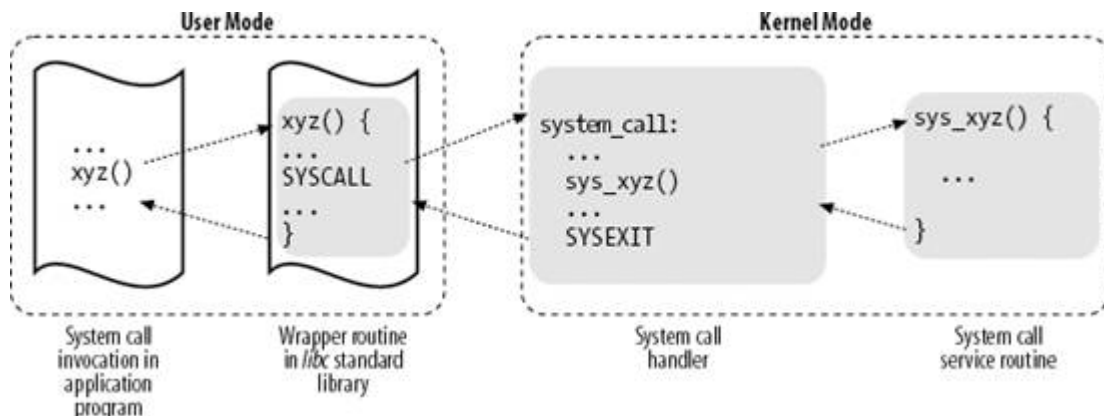 User Mode
Kernel Mode
...
xyz()
...
xyz() {
...
SYSCALL
...
}
system_call:
...
sys_xyz()
...
SYSEXIT
sys_xyz() {
...
}
System call
invocation in
application
program
Wrapper routine
in libc standard
library
System call
handler
System call
service routine